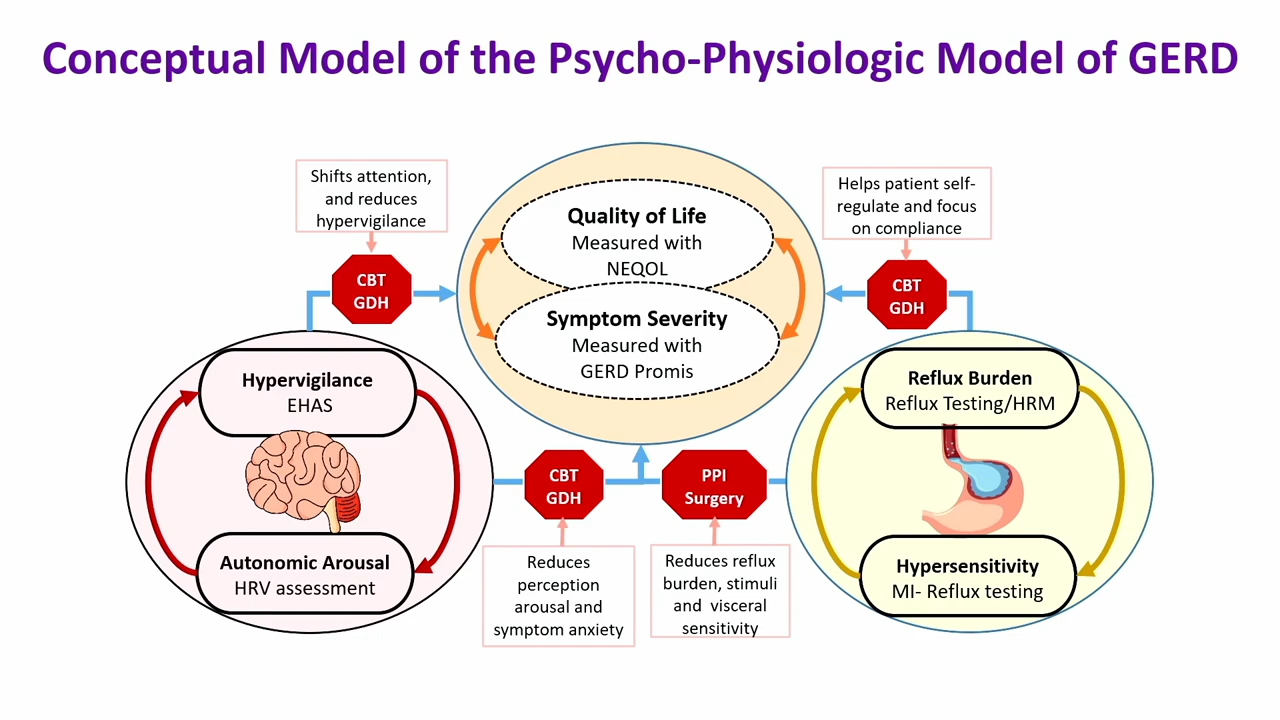 Conceptual Model of the Psycho-Physiologic Model of GERD
Shifts attention,
and reduces
hypervigilance
CBT
GDH
Quality of Life
Measured with
NEQOL
Symptom Severity
Measured with
GERD Promis
Helps patient self-
regulate and focus
on compliance
CBT
GDH
Hypervigilance
EHAS
Autonomic Arousal
HRV assessment
CBT
GDH
Reduces
perception
arousal and
symptom anxiety
PPI
Surgery
Reduces reflux
burden, stimuli
and visceral
sensitivity
Reflux Burden
Reflux Testing/HRM
Hypersensitivity
MI- Reflux testing